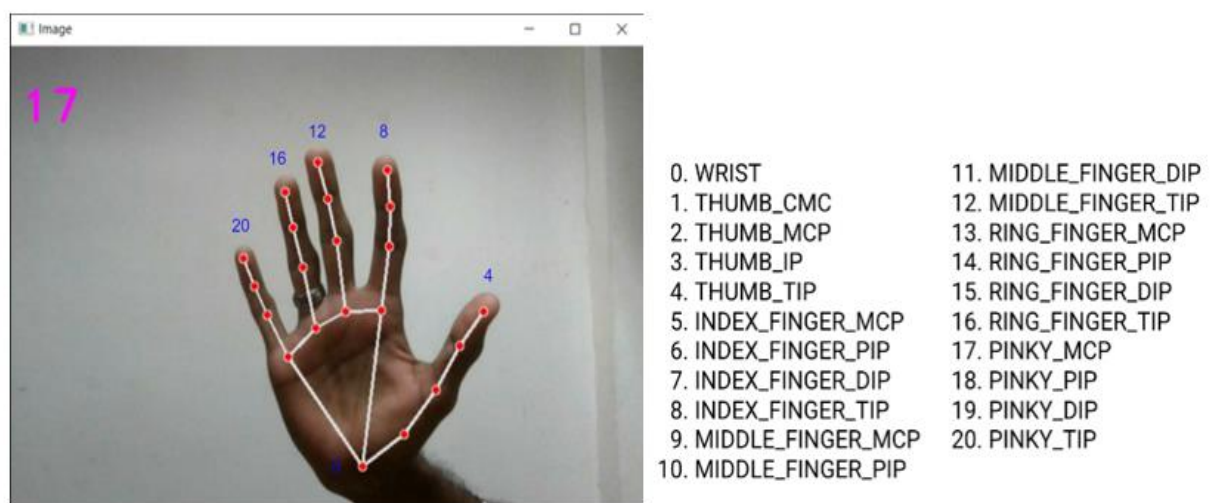 Image
17
12
8
16
20
4
0. WRIST
1. THUMB_CMC
2. THUMB_MCP
3. THUMB_IP
4. THUMB_TIP
5. INDEX_FINGER_MCP
6. INDEX_FINGER_PIP
7. INDEX_FINGER_DIP
8. INDEX_FINGER_TIP
9. MIDDLE_FINGER_MCP
10. MIDDLE_FINGER_PIP
11. MIDDLE_FINGER_DIP
12. MIDDLE_FINGER_TIP
13. RING_FINGER_MCP
14. RING_FINGER_PIP
15. RING_FINGER_DIP
16. RING_FINGER_TIP
17. PINKY_MCP
18. PINKY_PIP
19. PINKY_DIP
20. PINKY_TIP